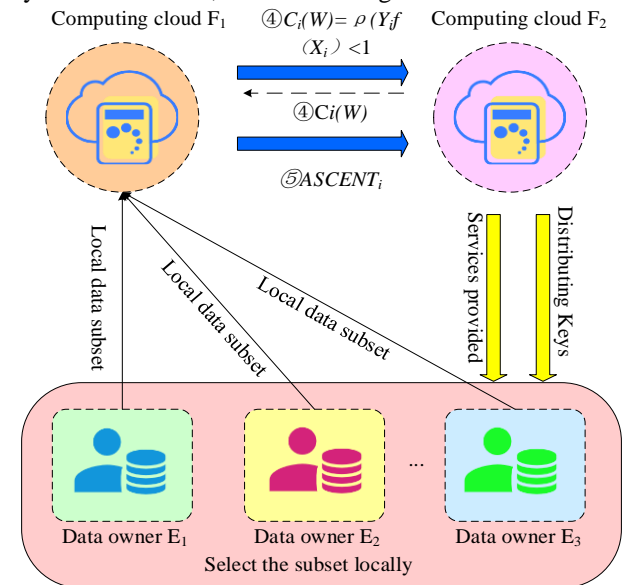 Computing cloud F₁
④Cᵢ(W)= ρ(Yᵢf
(Xᵢ) <1
Computing cloud F₂
④Ci(W)
⑤ASCENTᵢ
Local data subset
Local data subset
Local data subset
Services provided
Distributing Keys
...
Data owner E₁
Data owner E₂
Data owner E₃
Select the subset locally